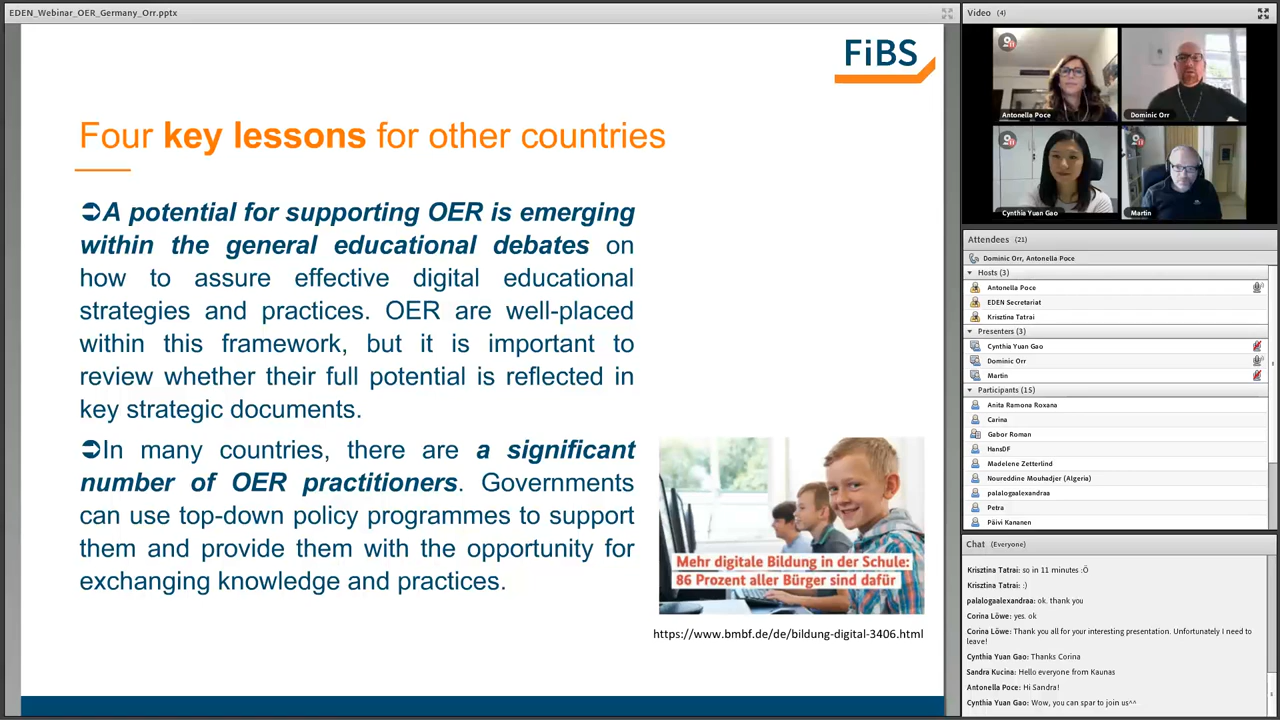 EDEN_Webinar_OER_Germany_Orr.pptx
FiBS
Four key lessons for other countries
➲A potential for supporting OER is emerging
within the general educational debates on
how to assure effective digital educational
strategies and practices. OER are well-placed
within this framework, but it is important to
review whether their full potential is reflected in
key strategic documents.
➲In many countries, there are a significant
number of OER practitioners. Governments
can use top-down policy programmes to support
them and provide them with the opportunity for
exchanging knowledge and practices.
Mehr digitale Bildung in der Schule:
86 Prozent aller Bürger sind dafür
https://www.bmbf.de/de/bildung-digital-3406.html
Video (4)
Antonella Poce
Dominic Orr
Cynthia Yuan Gao
Martin
Attendees (21)
Dominic Orr, Antonella Poce
Hosts (3)
Antonella Poce
EDEN Secretariat
Krisztina Tatrai
Presenters (3)
Cynthia Yuan Gao
Dominic Orr
Martin
Participants (15)
Anita Ramona Roxana
Carina
Gabor Roman
HansDF
Madelene Zetterlind
Noureddine Mouhadjer (Algeria)
palalogaalexandraa
Petra
Päivi Kananen
Chat (Everyone)
Krisztina Tatrai: so in 11 minutes :Ö
Krisztina Tatrai: :)
palalogaalexandraa: ok. thank you
Corina Löwe: yes. ok
Corina Löwe: Thank you all for your interesting presentation. Unfortunately I need to
leave!
Cynthia Yuan Gao: Thanks Corina
Sandra Kucina: Hello everyone from Kaunas
Antonella Poce: Hi Sandra!
Cynthia Yuan Gao: Wow, you can spar to join us^^